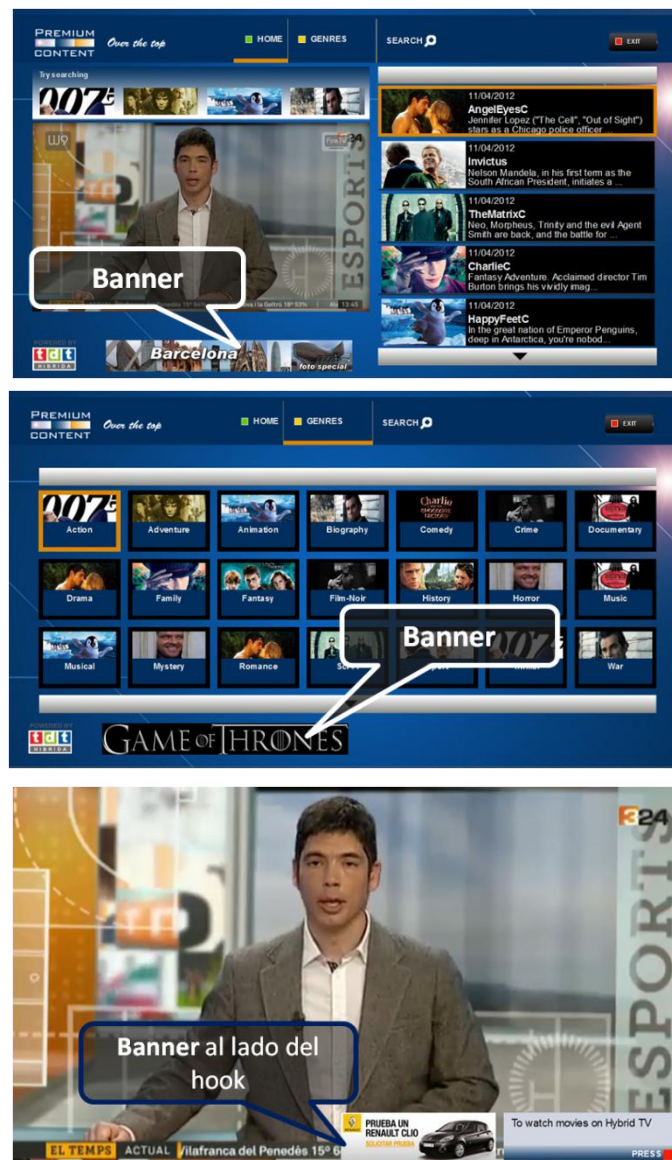 PREMIUM
CONTENT
Over the top
HOME
GENRES
SEARCH
EXIT
Try searching
007
W9
24
ESPORTS
11/04/2012
AngelEyesC
Jennifer Lopez ("The Cell", "Out of Sight")
stars as a Chicago police officer ...
11/04/2012
Invictus
Nelson Mandela, in his first term as the
South African President, initiates a ...
11/04/2012
TheMatrixC
Neo, Morpheus, Trinity and the evil Agent
Smith are back, and the battle for ...
11/04/2012
CharlieC
Fantasy Adventure. Acclaimed director Tim
Burton brings his vividly imag...
11/04/2012
HappyFeetC
In the great nation of Emperor Penguins,
deep in Antarctica, you're nobod...
Banner
13:45
POWERED BY
tdt
HIBRIDA
Barcelona
foto special
PREMIUM
CONTENT
Over the top
HOME
GENRES
SEARCH
EXIT
007
Action
Adventure
Animation
Biography
Charlie
Comedy
Crime
Documentary
Drama
Family
Fantasy
Film-Noir
History
Horror
Music
Banner
Musical
Mystery
Romance
War
POWERED BY
tdt
HIBRIDA
GAME OF THRONES
324
ESPORTS
Banner al lado del
hook
PRUEBA UN
RENAULT CLIO
SOLICITAR PRUEBA
To watch movies on Hybrid TV
PRESS
EL TEMPS ACTUAL Vilafranca del Penedès 15º 6